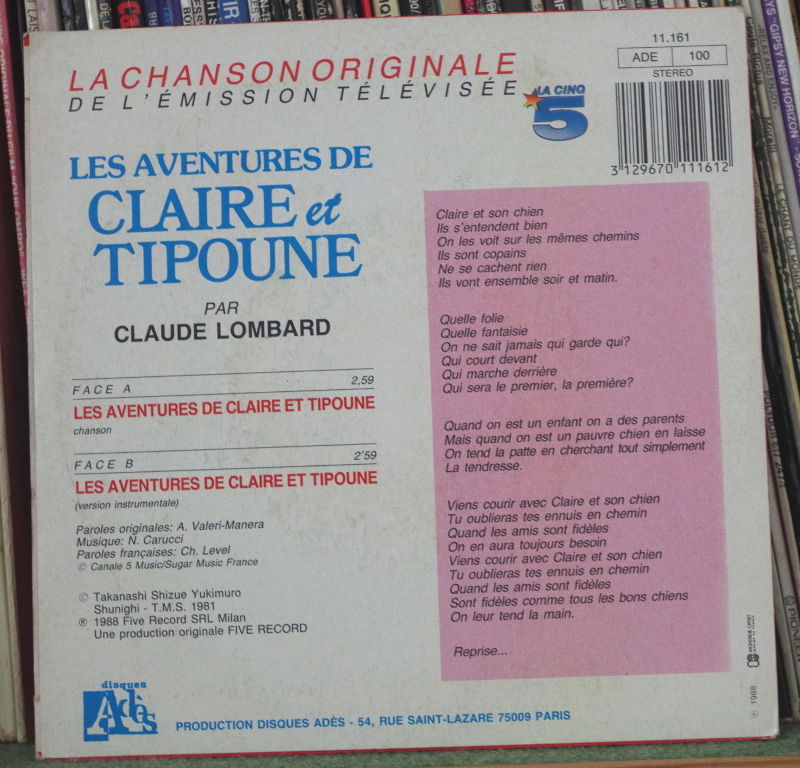 LA CHANSON ORIGINALE
DE L'ÉMISSION TÉLÉVISÉE
LA CINQ
5
11.161
ADE 100
STEREO
3 129670 111612
LES AVENTURES DE
CLAIRE et
TIPOUNE
PAR
CLAUDE LOMBARD
FACE A 2,59
LES AVENTURES DE CLAIRE ET TIPOUNE
chanson
FACE B 2'59
LES AVENTURES DE CLAIRE ET TIPOUNE
(version instrumentale)
Paroles originales: A. Valeri-Manera
Musique: N. Carucci
Paroles françaises: Ch. Level
© Canale 5 Music/Sugar Music France
© Takanashi Shizue Yukimuro
Shunighi - T.M.S. 1981
℗ 1988 Five Record SRL Milan
Une production originale FIVE RECORD
Claire et son chien
Ils s'entendent bien
On les voit sur les mêmes chemins
Ils sont copains
Ne se cachent rien
Ils vont ensemble soir et matin.
Quelle folie
Quelle fantaisie
On ne sait jamais qui garde qui?
Qui court devant
Qui marche derrière
Qui sera le premier, la première?
Quand on est un enfant on a des parents
Mais quand on est un pauvre chien en laisse
On tend la patte en cherchant tout simplement
La tendresse.
Viens courir avec Claire et son chien
Tu oublieras tes ennuis en chemin
Quand les amis sont fidèles
On en aura toujours besoin
Viens courir avec Claire et son chien
Tu oublieras tes ennuis en chemin
Quand les amis sont fidèles
Sont fidèles comme tous les bons chiens
On leur tend la main.
Reprise...
℗ 1988
disques
Adès
PRODUCTION DISQUES ADÈS - 54, RUE SAINT-LAZARE 75009 PARIS
"GIPSY NEW HORIZON"